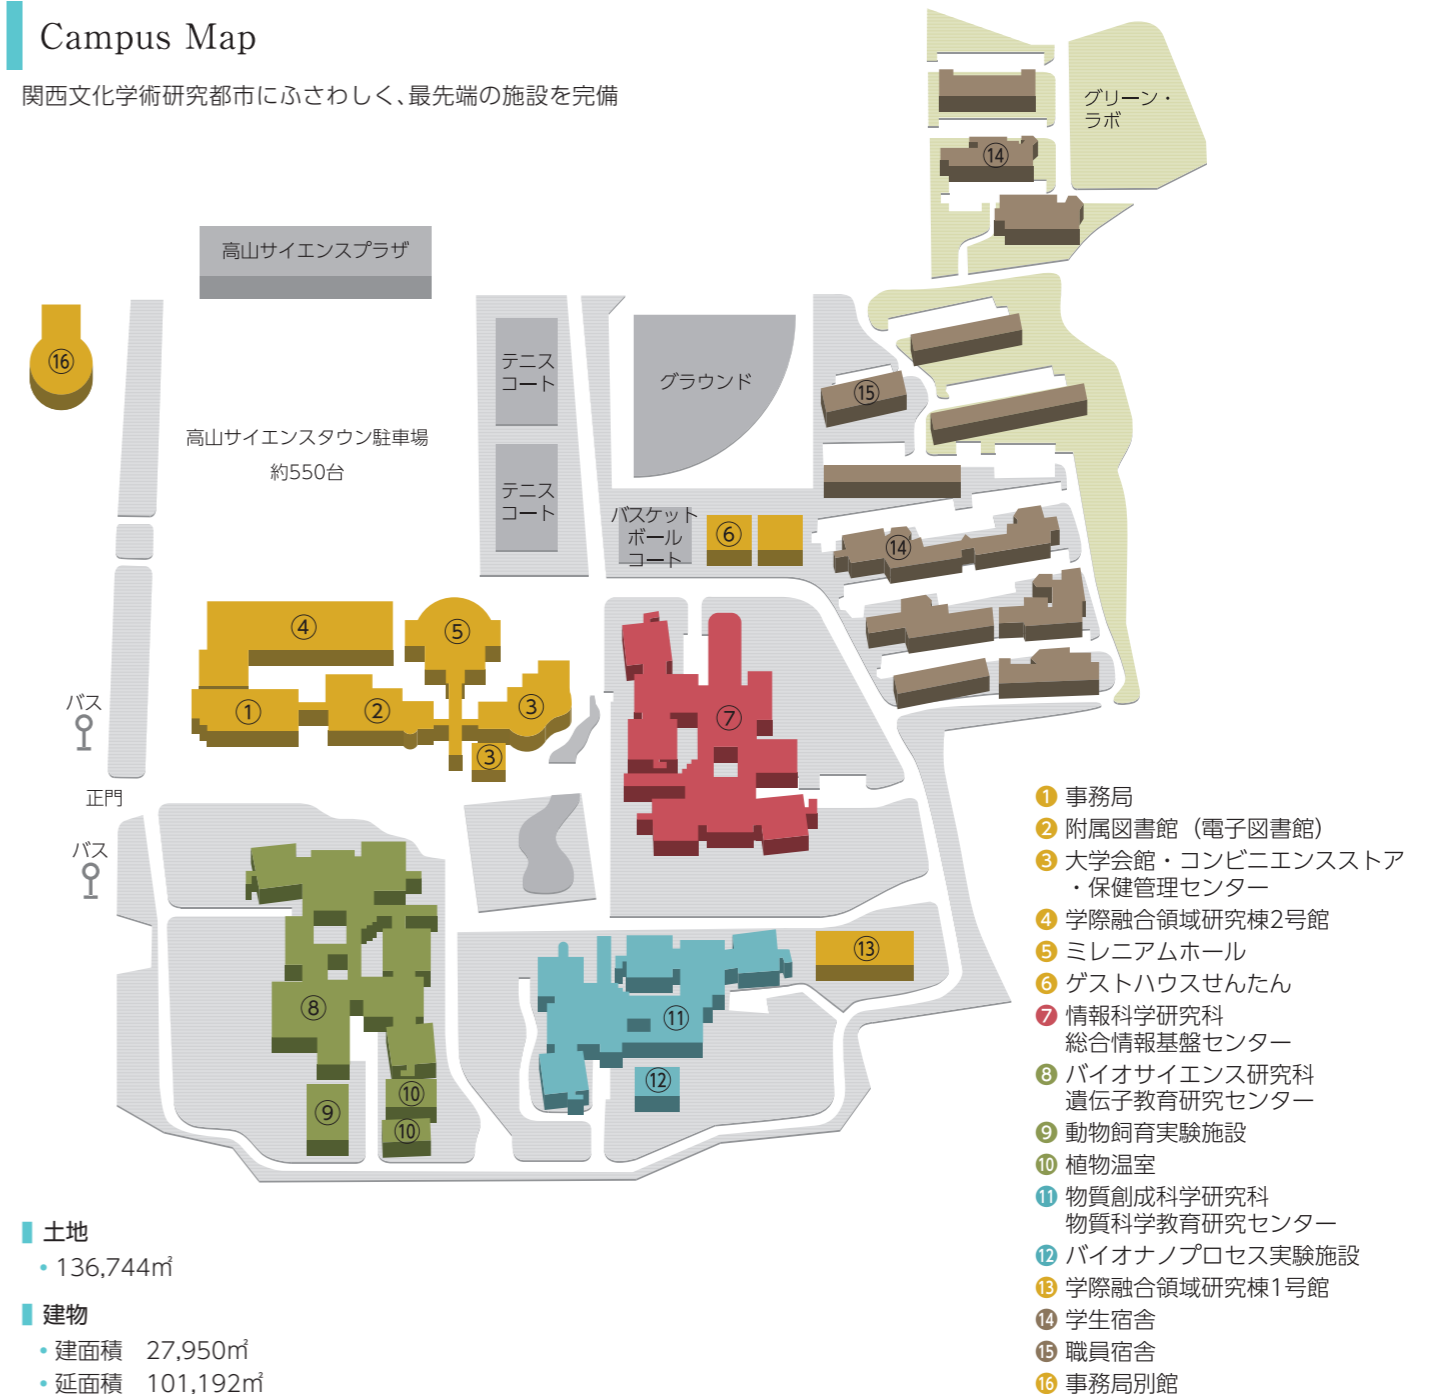 Campus Map
関西文化学術研究都市にふさわしく、最先端の施設を完備
グリーン・
ラボ
⑭
高山サイエンスプラザ
⑯
テニス
コート
グラウンド
⑮
高山サイエンスタウン駐車場
約550台
テニス
コート
バスケット
ボール
コート
⑥
⑭
④
⑤
①
②
③
③
⑦
バス
正門
バス
⑧
⑨
⑩
⑩
⑪
⑫
⑬
① 事務局
② 附属図書館（電子図書館）
③ 大学会館・コンビニエンスストア
・保健管理センター
④ 学際融合領域研究棟2号館
⑤ ミレニアムホール
⑥ ゲストハウスせんたん
⑦ 情報科学研究科
総合情報基盤センター
⑧ バイオサイエンス研究科
遺伝子教育研究センター
⑨ 動物飼育実験施設
⑩ 植物温室
⑪ 物質創成科学研究科
物質科学教育研究センター
⑫ バイオナノプロセス実験施設
⑬ 学際融合領域研究棟1号館
⑭ 学生宿舎
⑮ 職員宿舎
⑯ 事務局別館
土地
・136,744㎡
建物
・建面積　27,950㎡
・延面積　101,192㎡